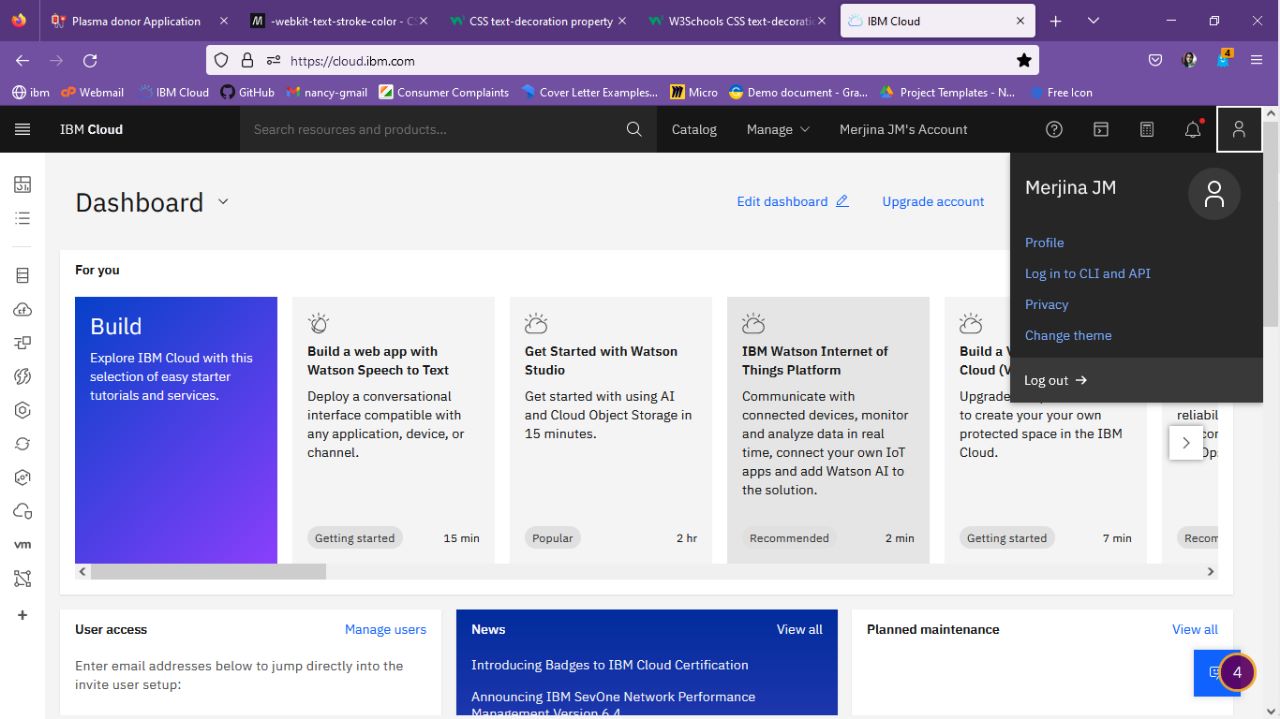 Plasma donor Application
-webkit-text-stroke-color - CS
CSS text-decoration property
W3Schools CSS text-decoratio
IBM Cloud
https://cloud.ibm.com
4
ibm
Webmail
IBM Cloud
GitHub
nancy-gmail
Consumer Complaints
Cover Letter Examples...
Micro
Demo document - Gra...
Project Templates - N...
Free Icon
IBM Cloud
Search resources and products...
Catalog
Manage
Merjina JM's Account
Dashboard
Edit dashboard
Upgrade account
Merjina JM
Profile
Log in to CLI and API
Privacy
Change theme
Log out
For you
Build
Explore IBM Cloud with this
selection of easy starter
tutorials and services.
Build a web app with
Watson Speech to Text
Deploy a conversational
interface compatible with
any application, device, or
channel.
Getting started
15 min
Get Started with Watson
Studio
Get started with using AI
and Cloud Object Storage in
15 minutes.
Popular
2 hr
IBM Watson Internet of
Things Platform
Communicate with
connected devices, monitor
and analyze data in real
time, connect your own IoT
apps and add Watson AI to
the solution.
Recommended
2 min
Build a V
Cloud (V
Upgrade
to create your your own
protected space in the IBM
Cloud.
Getting started
7 min
reliabil
Recom
vm
User access
Manage users
Enter email addresses below to jump directly into the
invite user setup:
News
View all
Introducing Badges to IBM Cloud Certification
Announcing IBM SevOne Network Performance
Management Version 6.4
Planned maintenance
View all
4